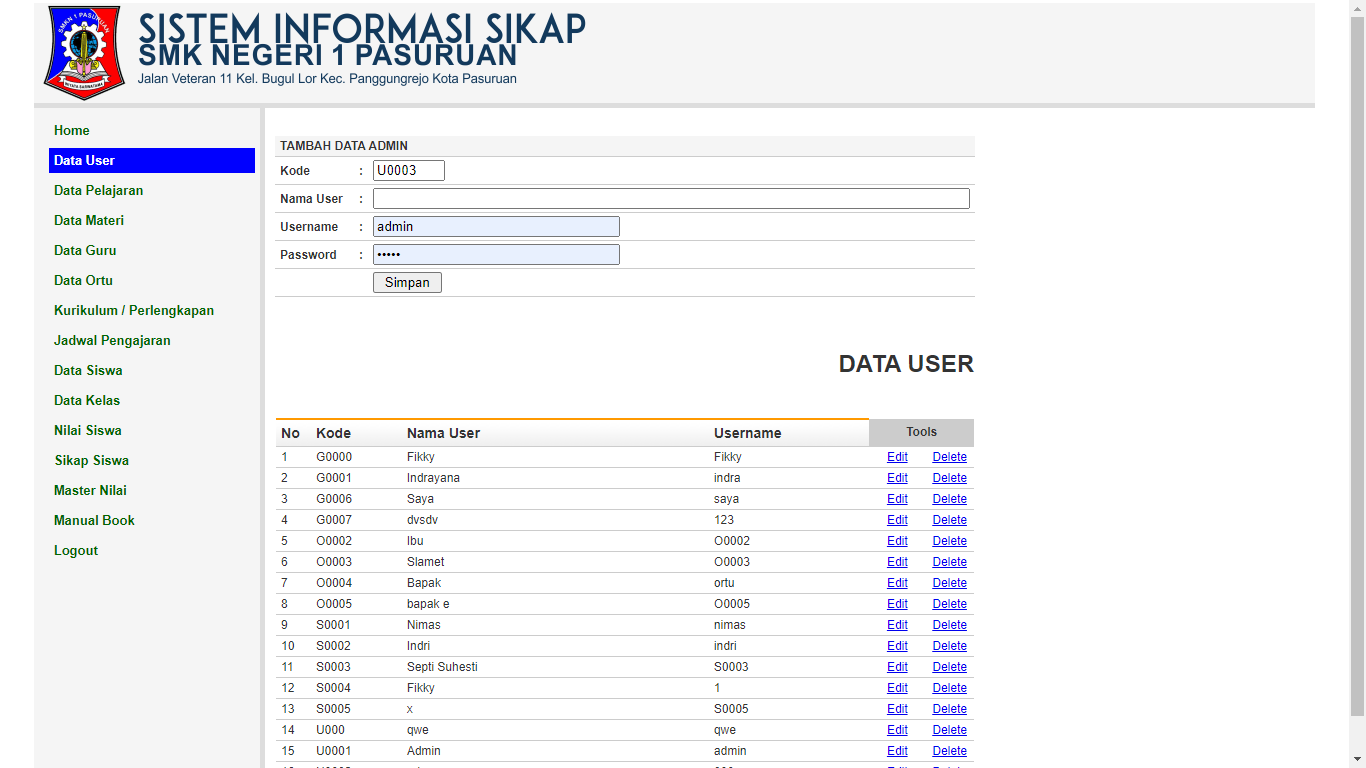 SMKN 1 PASURUAN
SISTEM INFORMASI SIKAP
SMK NEGERI 1 PASURUAN
Jalan Veteran 11 Kel. Bugul Lor Kec. Panggungrejo Kota Pasuruan
Home
Data User
Data Pelajaran
Data Materi
Data Guru
Data Ortu
Kurikulum / Perlengkapan
Jadwal Pengajaran
Data Siswa
Data Kelas
Nilai Siswa
Sikap Siswa
Master Nilai
Manual Book
Logout
TAMBAH DATA ADMIN
Kode : U0003
Nama User :
Username : admin
Password : •••••
Simpan
DATA USER
No Kode Nama User Username Tools
1 G0000 Fikky Fikky Edit Delete
2 G0001 Indrayana indra Edit Delete
3 G0006 Saya saya Edit Delete
4 G0007 dvsdv 123 Edit Delete
5 O0002 Ibu O0002 Edit Delete
6 O0003 Slamet O0003 Edit Delete
7 O0004 Bapak ortu Edit Delete
8 O0005 bapak e O0005 Edit Delete
9 S0001 Nimas nimas Edit Delete
10 S0002 Indri indri Edit Delete
11 S0003 Septi Suhesti S0003 Edit Delete
12 S0004 Fikky 1 Edit Delete
13 S0005 x S0005 Edit Delete
14 U000 qwe qwe Edit Delete
15 U0001 Admin admin Edit Delete